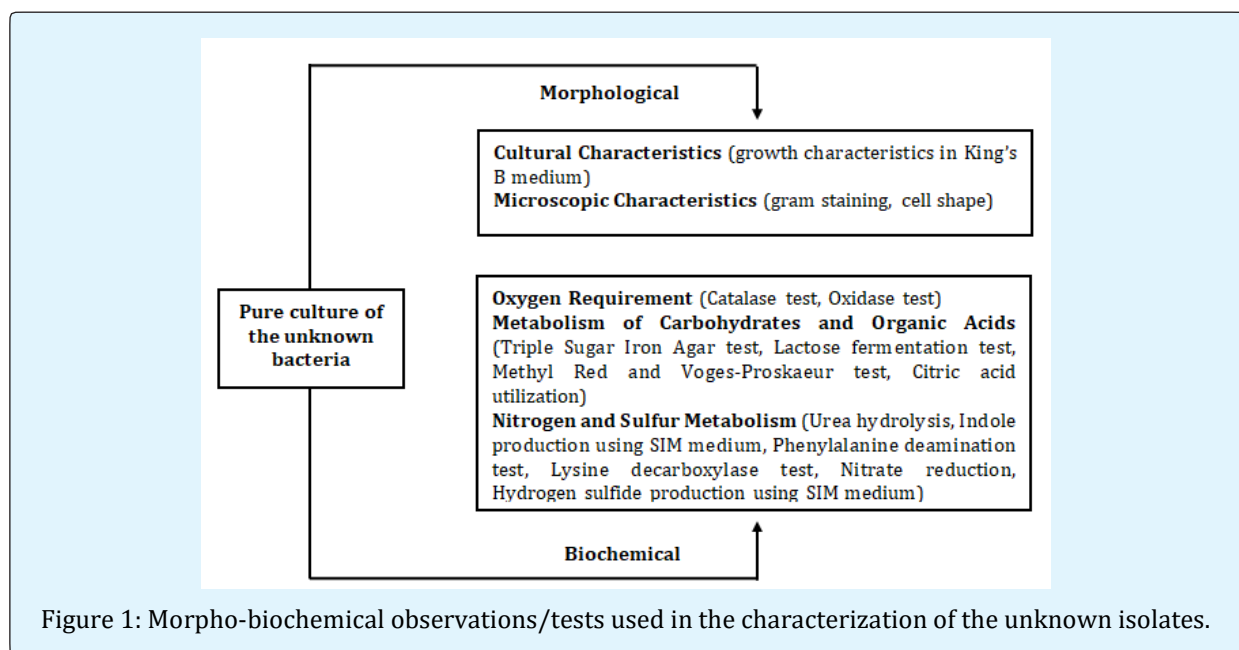 Morphological
Cultural Characteristics (growth characteristics in King's
B medium)
Microscopic Characteristics (gram staining, cell shape)
Pure culture of
the unknown
bacteria
Oxygen Requirement (Catalase test, Oxidase test)
Metabolism of Carbohydrates and Organic Acids
(Triple Sugar Iron Agar test, Lactose fermentation test,
Methyl Red and Voges-Proskaeur test, Citric acid
utilization)
Nitrogen and Sulfur Metabolism (Urea hydrolysis, Indole
production using SIM medium, Phenylalanine deamination
test, Lysine decarboxylase test, Nitrate reduction,
Hydrogen sulfide production using SIM medium)
Biochemical
Figure 1: Morpho-biochemical observations/tests used in the characterization of the unknown isolates.